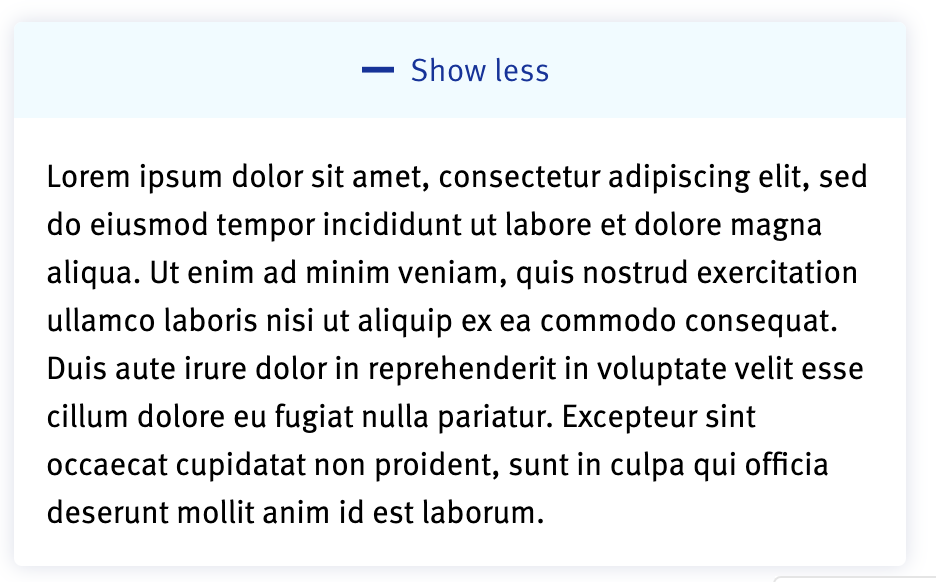 Show less
Lorem ipsum dolor sit amet, consectetur adipiscing elit, sed
do eiusmod tempor incididunt ut labore et dolore magna
aliqua. Ut enim ad minim veniam, quis nostrud exercitation
ullamco laboris nisi ut aliquip ex ea commodo consequat.
Duis aute irure dolor in reprehenderit in voluptate velit esse
cillum dolore eu fugiat nulla pariatur. Excepteur sint
occaecat cupidatat non proident, sunt in culpa qui officia
deserunt mollit anim id est laborum.